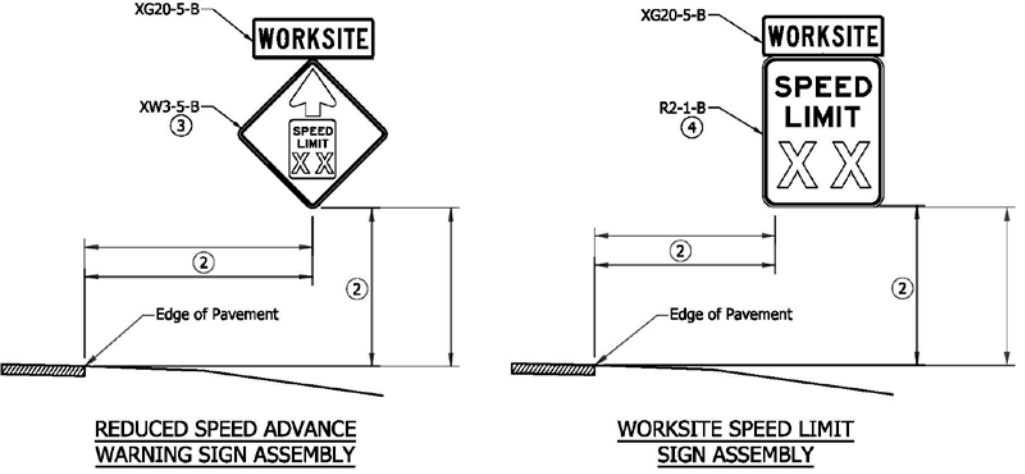 XG20-5-B
WORKSITE
XW3-5-B
③
SPEED
LIMIT
XX
②
②
Edge of Pavement
REDUCED SPEED ADVANCE
WARNING SIGN ASSEMBLY
XG20-5-B
WORKSITE
R2-1-B
④
SPEED
LIMIT
XX
②
②
Edge of Pavement
WORKSITE SPEED LIMIT
SIGN ASSEMBLY